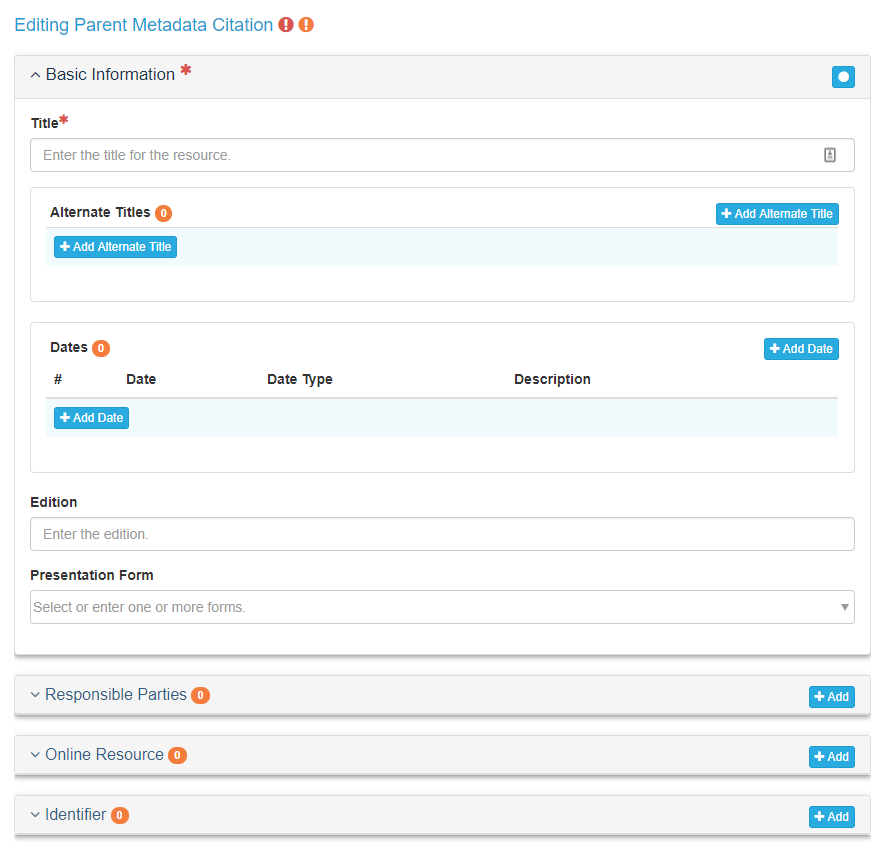 Editing Parent Metadata Citation
Basic Information *
Title*
Enter the title for the resource.
Alternate Titles 0 Add Alternate Title
Add Alternate Title
Dates 0 Add Date
# Date Date Type Description
Add Date
Edition
Enter the edition.
Presentation Form
Select or enter one or more forms.
Responsible Parties 0 Add
Online Resource 0 Add
Identifier 0 Add